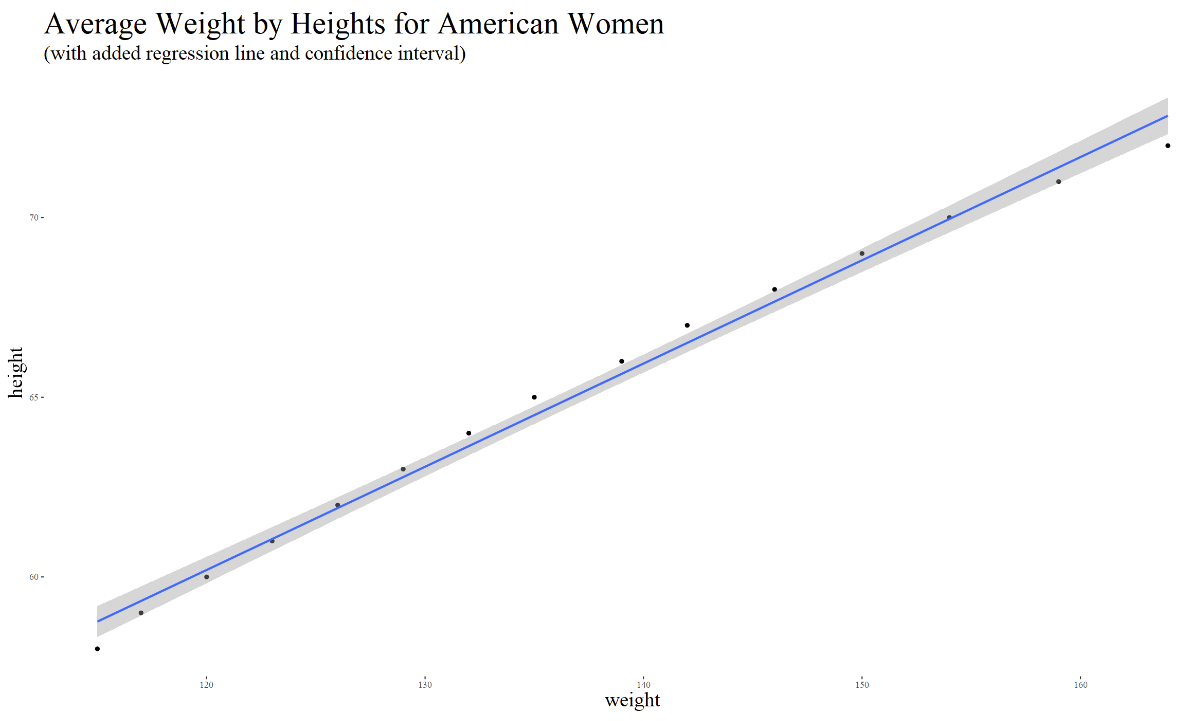 Average Weight by Heights for American Women
(with added regression line and confidence interval)
height
70
65
60
120 130 140 150 160
weight